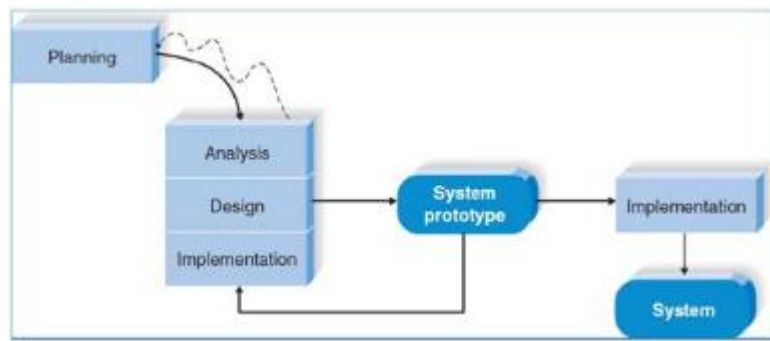 Planning
Analysis
Design
Implementation
System
prototype
Implementation
System